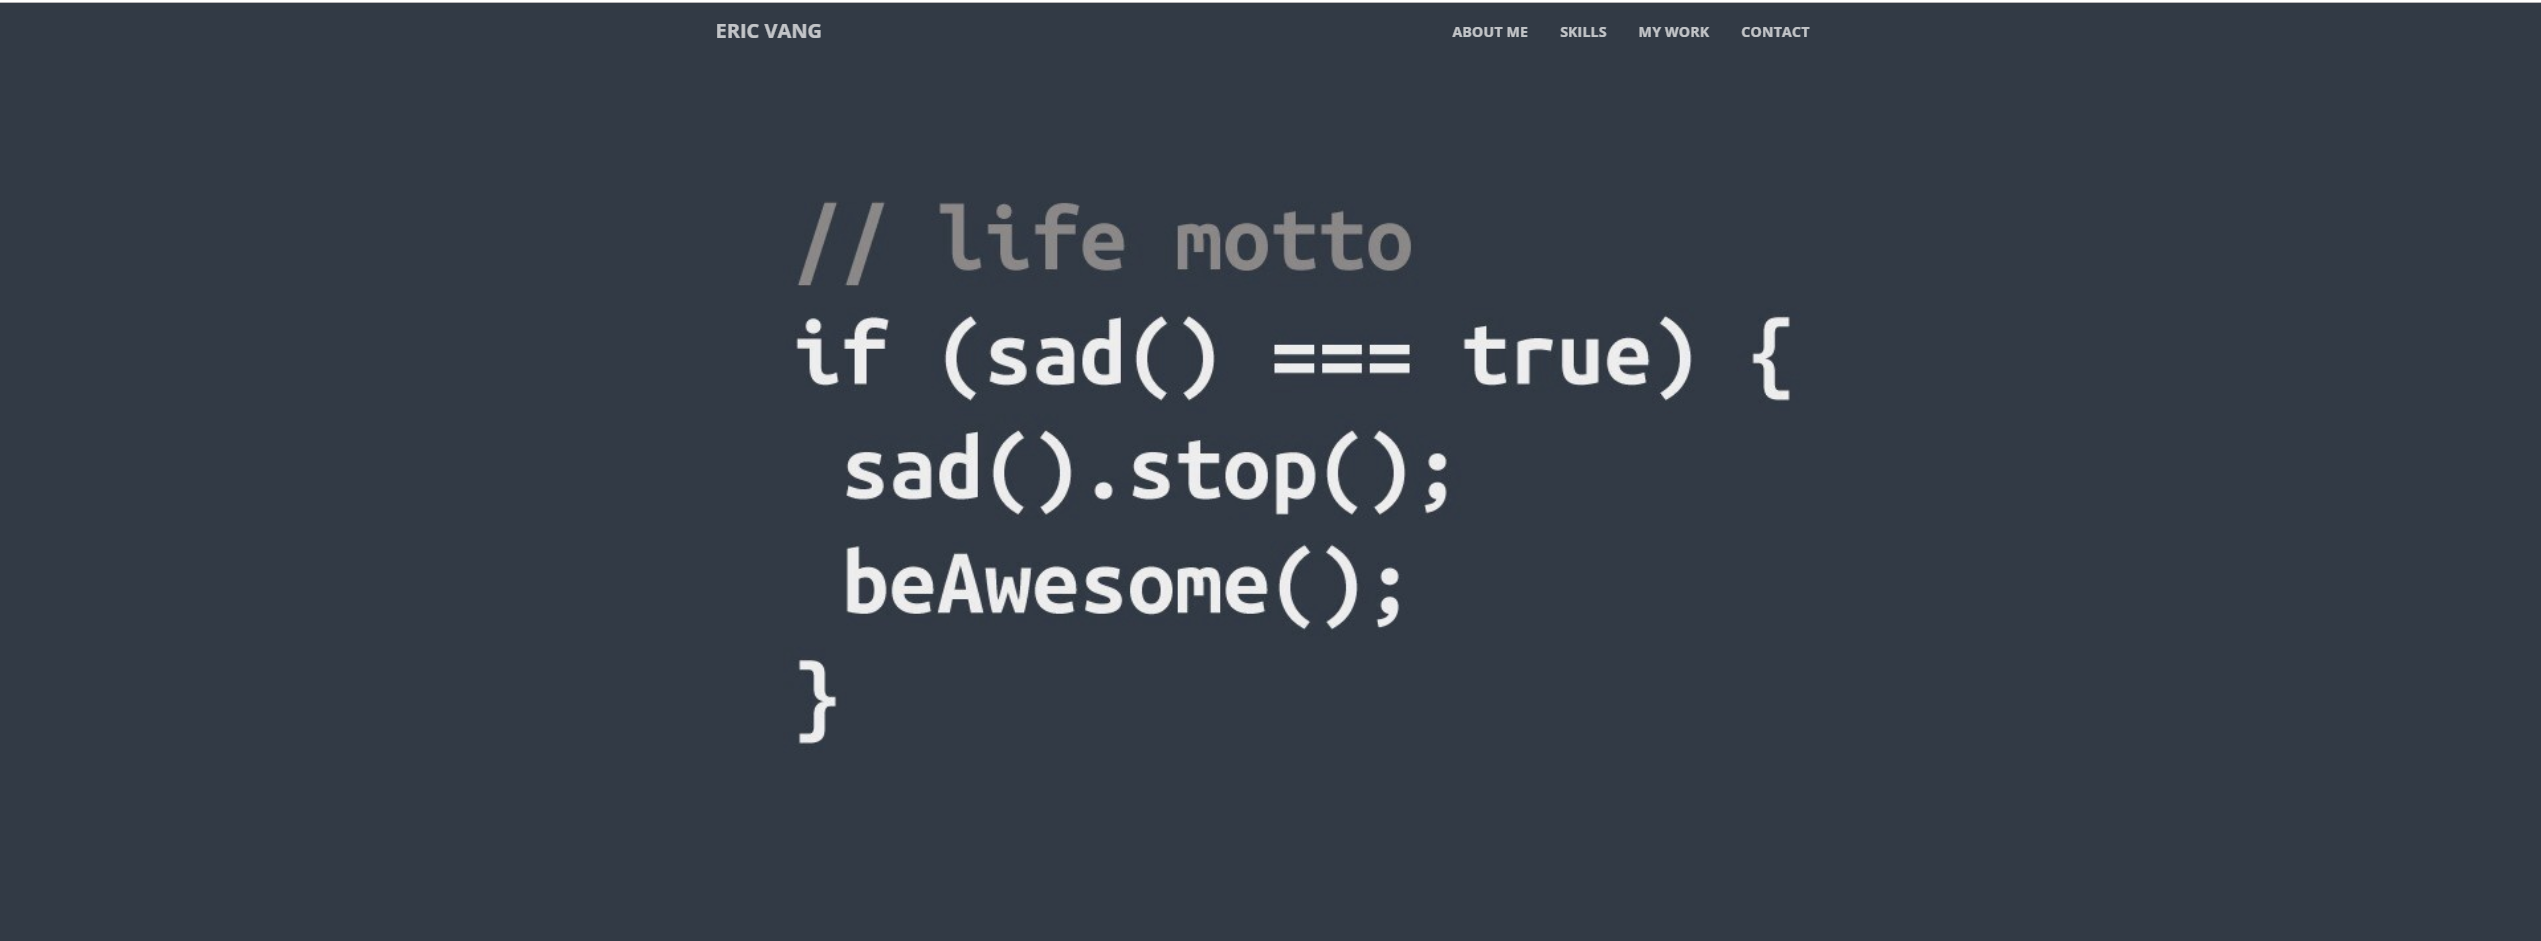 ERIC VANG
ABOUT ME SKILLS MY WORK CONTACT
// life motto
if (sad() === true) {
 sad().stop();
 beAwesome();
}